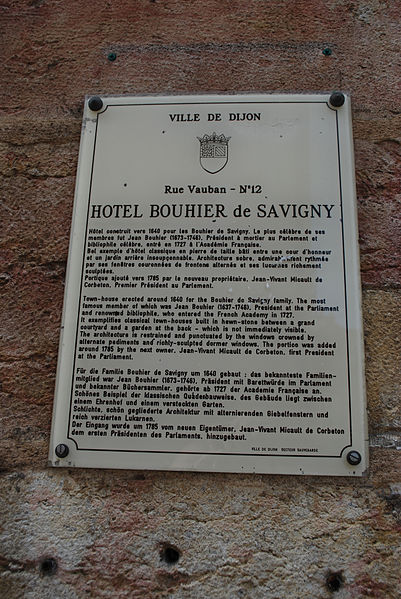 VILLE DE DIJON
Rue Vauban - N°12
HOTEL BOUHIER de SAVIGNY
Hôtel construit vers 1640 pour les Bouhier de Savigny. Le plus célèbre de ses
membres fut Jean Bouhier (1673-1746), Président à mortier au Parlement et
bibliophile célèbre, entré en 1727 à l'Académie Française.
Bel exemple d'hôtel classique en pierre de taille bâti entre une cour d'honneur
et un jardin arrière insoupçonnable. Architecture sobre, admirablement rythmée
par ses fenêtres couronnées de frontons alternés et ses lucarnes richement
sculptées.
Portique ajouté vers 1785 par le nouveau propriétaire, Jean-Vivant Micault de
Corbeton, Premier Président au Parlement.
Town-house erected around 1640 for the Bouhier de Savigny family. The most
famous member of which was Jean Bouhier (1637-1746), President at the Parliament
and renowned bibliophile, who entered the French Academy in 1727.
It examplifies classical town-houses built in hewn-stone between a grand
courtyard and a garden at the back - which is not immediately visible.
The architecture is restrained and punctuated by the windows crowned by
alternate pediments and richly-sculpted dormer windows. The portico was added
around 1785 by the next owner, Jean-Vivant Micault de Corbeton, first President
at the Parliament.
Für die Familie Bouhier de Savigny um 1640 gebaut : das bekannteste Familien-
mitglied war Jean Bouhier (1673-1746), Präsident mit Barettwürde im Parlament
und bekannter Büchersammler, gehörte ab 1727 der Académie Française an.
Schönes Beispiel der klassischen Quadenbauweise, das Gebäude liegt zwischen
einem Ehrenhof und einem versteckten Garten.
Schlichte, schön gegliederte Architektur mit alternierenden Giebelfenstern und
reich verzierten Lukarnen.
Der Eingang wurde um 1785 vom neuen Eigentümer, Jean-Vivant Micault de Corbeton
dem ersten Präsidenten des Parlaments, hinzugebaut.
VILLE DE DIJON SECTEUR SAUVEGARDE